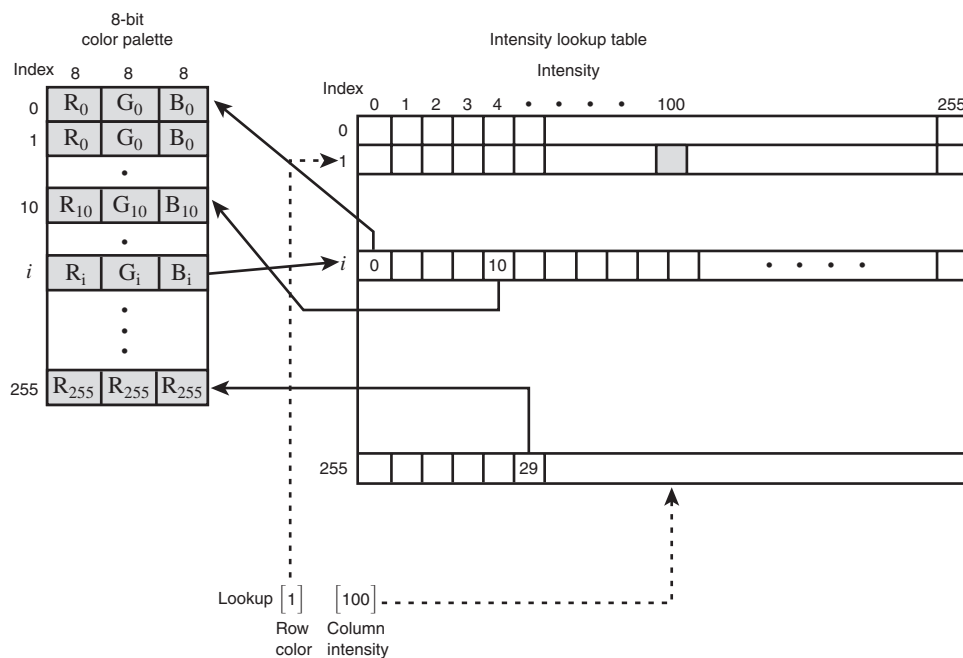 8-bit
color palette
Index 8 8 8
0 R0 G0 B0
1 R0 G0 B0
10 R10 G10 B10
i Ri Gi Bi
255 R255 R255 R255
Intensity lookup table
Intensity
Index 0 1 2 3 4 • • • • 100 255
0
1
i 0 10 • • • •
255 29
Lookup [1] [100]
Row Column
color intensity